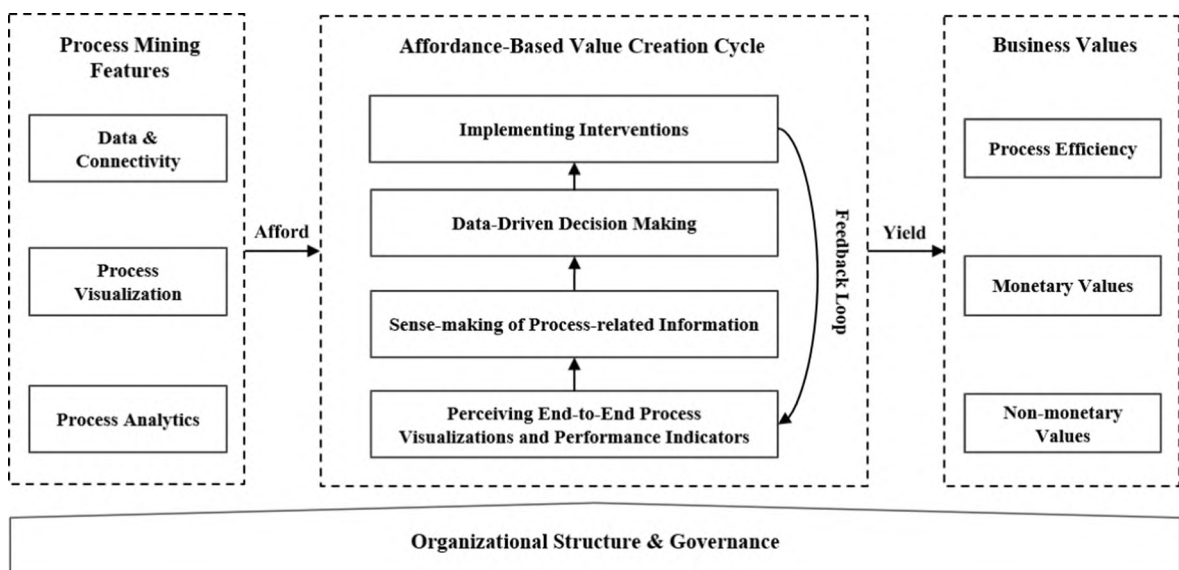 Process Mining
Features
Data &
Connectivity
Process
Visualization
Process Analytics
Afford
Affordance-Based Value Creation Cycle
Implementing Interventions
Data-Driven Decision Making
Sense-making of Process-related Information
Perceiving End-to-End Process
Visualizations and Performance Indicators
Feedback Loop
Yield
Business Values
Process Efficiency
Monetary Values
Non-monetary
Values
Organizational Structure & Governance